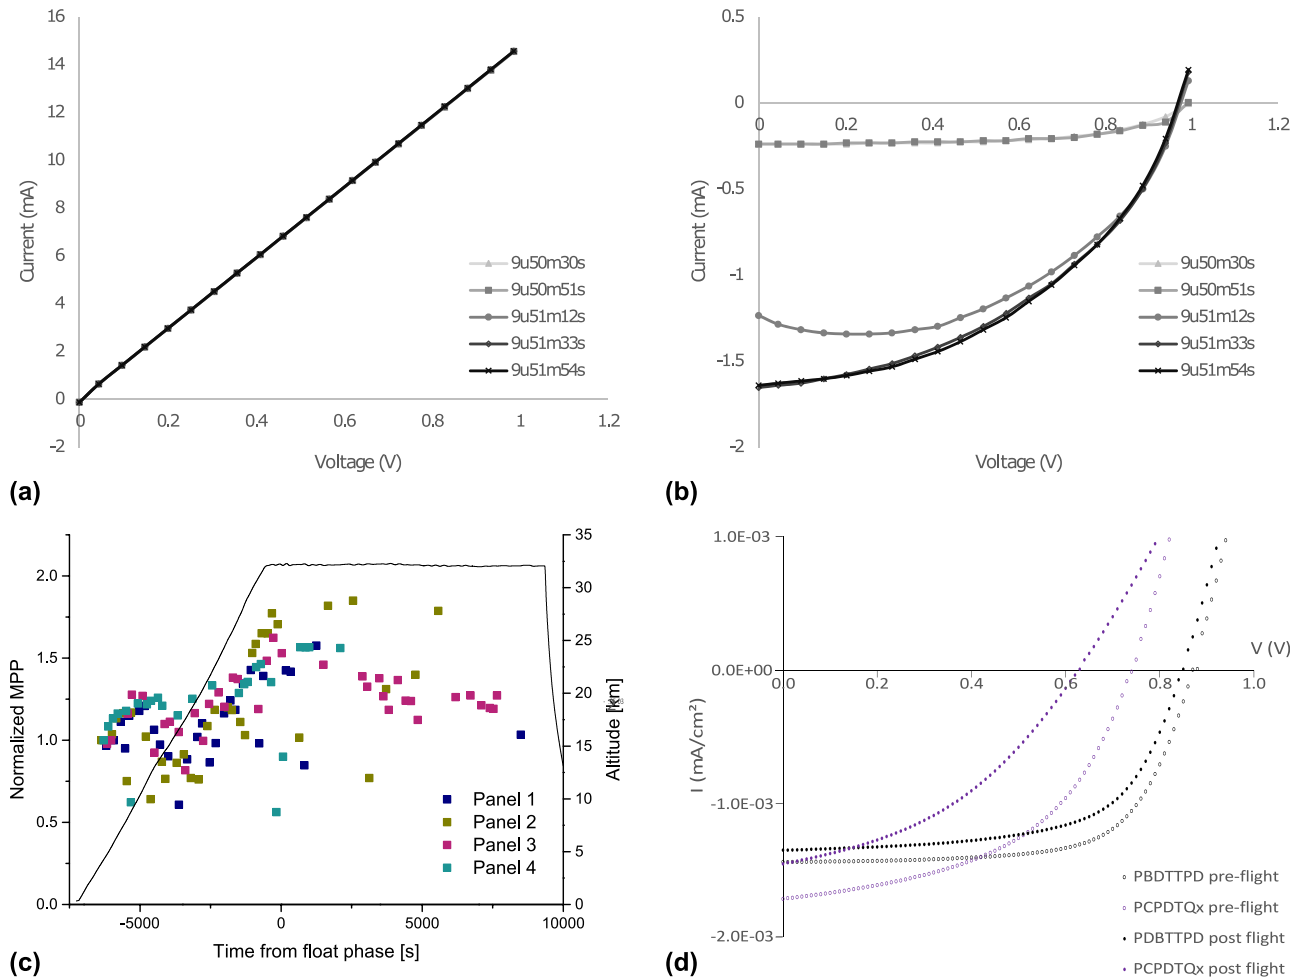 16
14
12
10
8
6
4
2
0
-2
0
0.2
0.4
0.6
0.8
1
1.2
Current (mA)
Voltage (V)
9u50m30s
9u50m51s
9u51m12s
9u51m33s
9u51m54s
(a)
0.5
0
-0.5
-1
-1.5
-2
0
0.2
0.4
0.6
0.8
1
1.2
Current (mA)
Voltage (V)
9u50m30s
9u50m51s
9u51m12s
9u51m33s
9u51m54s
(b)
2.0
1.5
1.0
0.5
0.0
Normalized MPP
35
30
25
20
15
10
5
0
Altitude [km]
-5000
0
5000
10000
Time from float phase [s]
Panel 1
Panel 2
Panel 3
Panel 4
(c)
1.0E-03
0.0E+00
-1.0E-03
-2.0E-03
I (mA/cm²)
V (V)
0.0
0.2
0.4
0.6
0.8
1.0
PBDTTPD pre-flight
PCPDTQx pre-flight
PDBTTPD post flight
PCPDTQx post flight
(d)